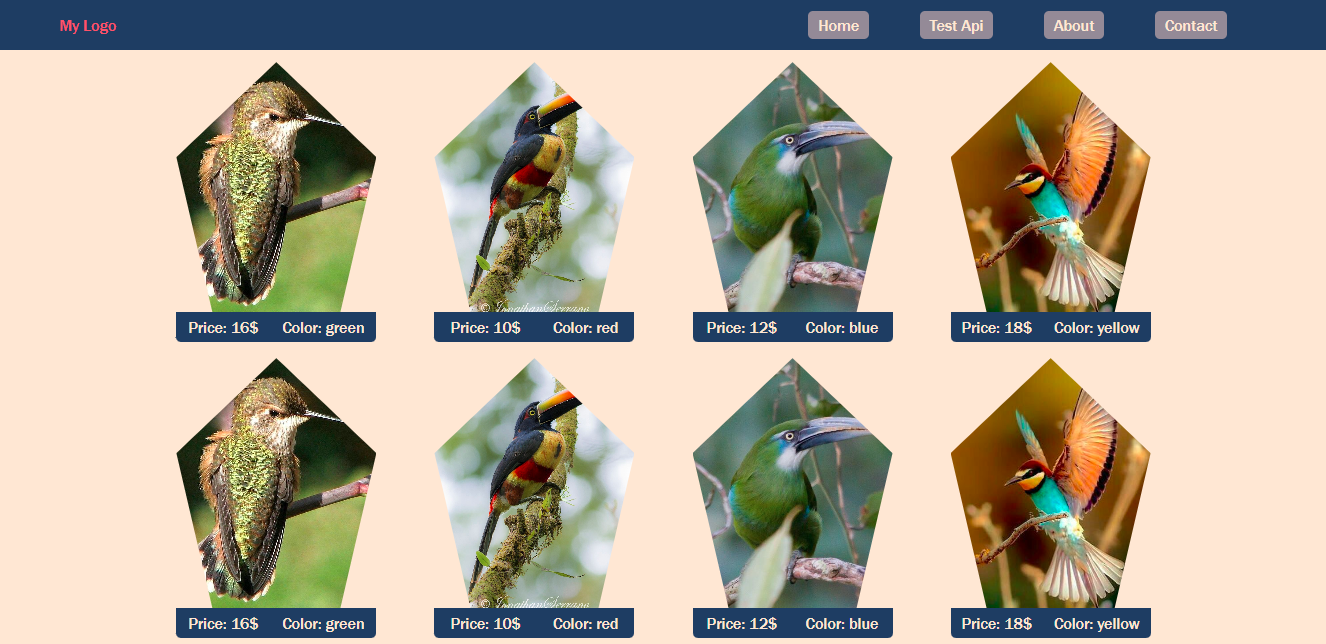 My Logo Home Test Api About Contact
© JonathanSerrano
Price: 16$ Color: green Price: 10$ Color: red Price: 12$ Color: blue Price: 18$ Color: yellow
© JonathanSerrano
Price: 16$ Color: green Price: 10$ Color: red Price: 12$ Color: blue Price: 18$ Color: yellow